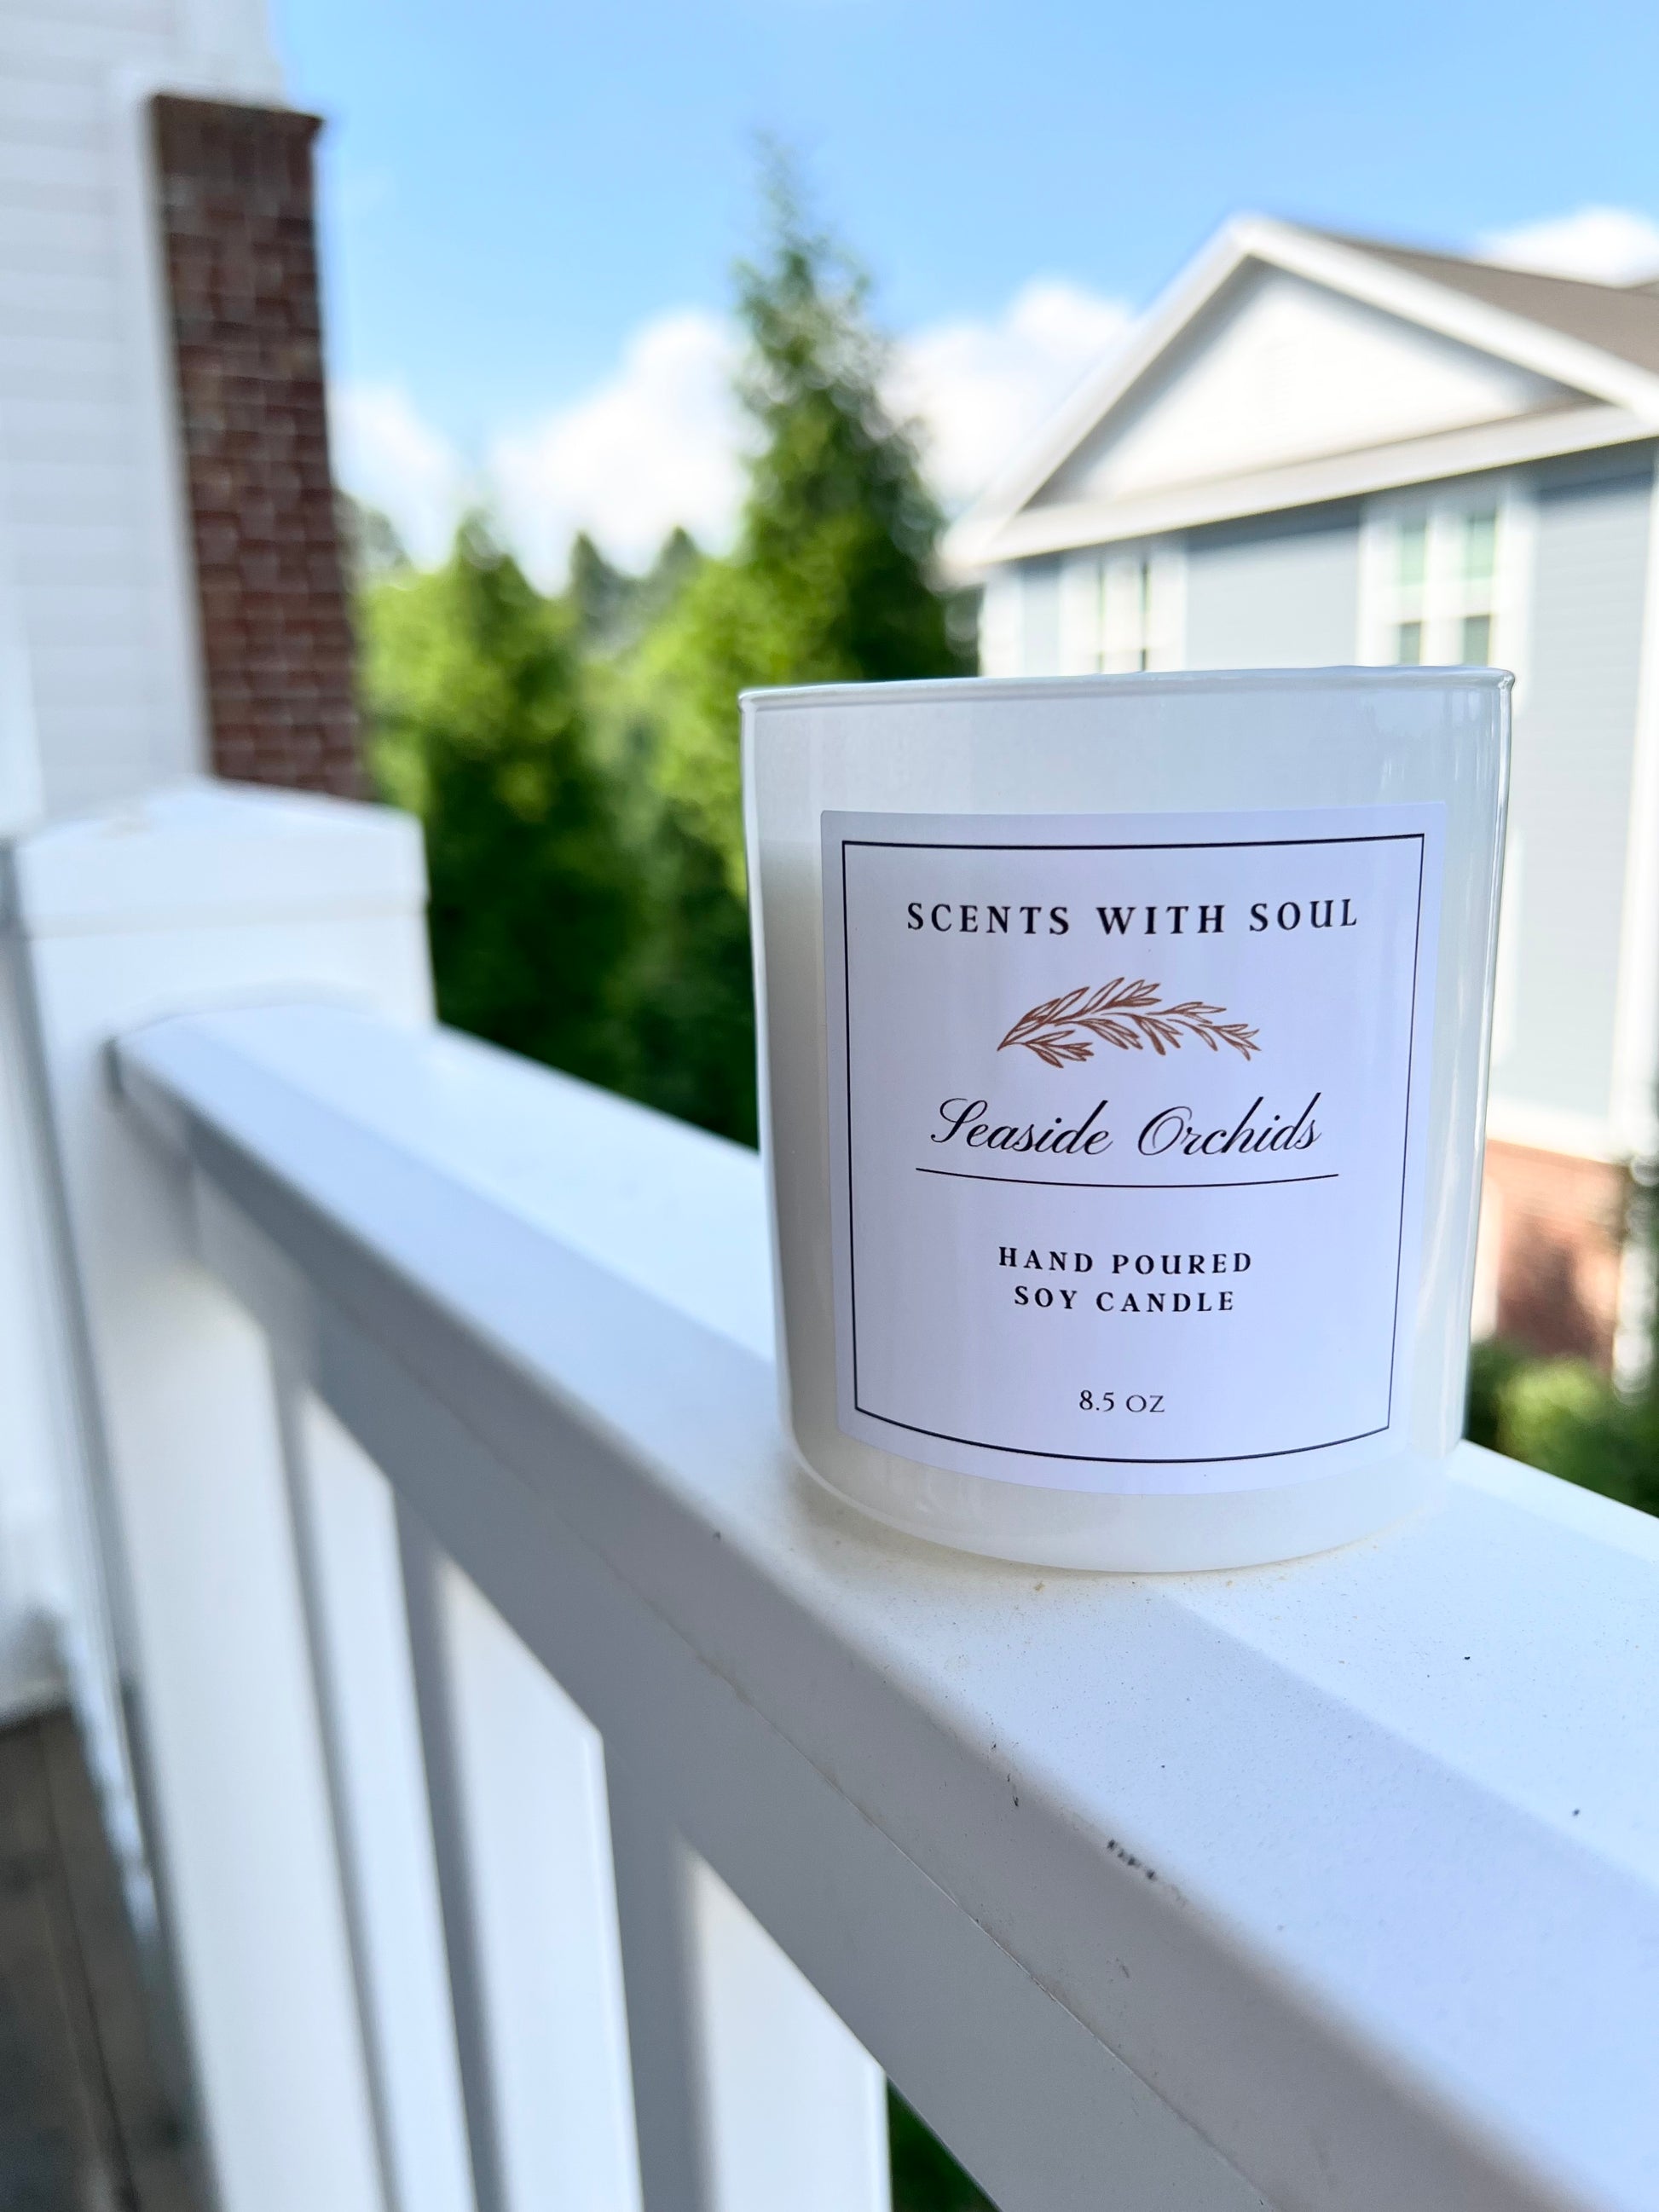 SCENTS WITH SOUL
Seaside Orchids
HAND POURED
SOY CANDLE
8.5 OZ